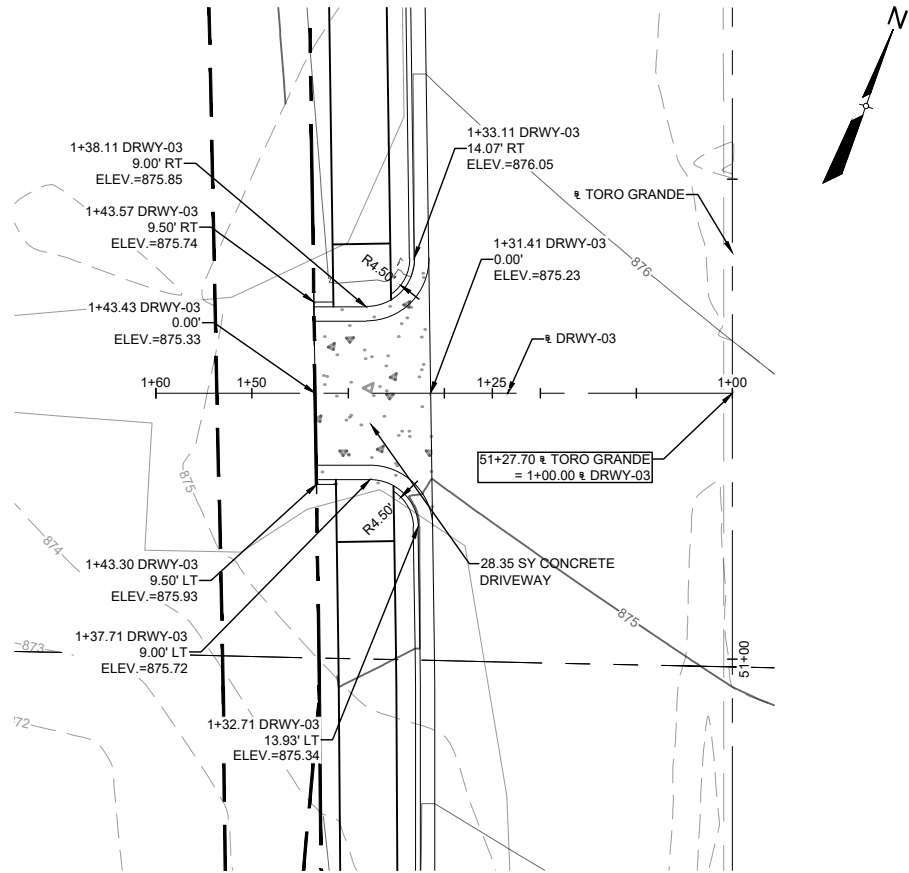 N
1+38.11 DRWY-03
9.00' RT
ELEV.=875.85
1+33.11 DRWY-03
14.07' RT
ELEV.=876.05
℄ TORO GRANDE
1+43.57 DRWY-03
9.50' RT
ELEV.=875.74
R4.50'
1+31.41 DRWY-03
0.00'
ELEV.=875.23
876
1+43.43 DRWY-03
0.00'
ELEV.=875.33
℄ DRWY-03
1+60
1+50
1+25
1+00
51+27.70 ℄ TORO GRANDE
= 1+00.00 ℄ DRWY-03
875
R4.50'
874
1+43.30 DRWY-03
9.50' LT
ELEV.=875.93
28.35 SY CONCRETE
DRIVEWAY
875
873
1+37.71 DRWY-03
9.00' LT
ELEV.=875.72
51+00
872
1+32.71 DRWY-03
13.93' LT
ELEV.=875.34